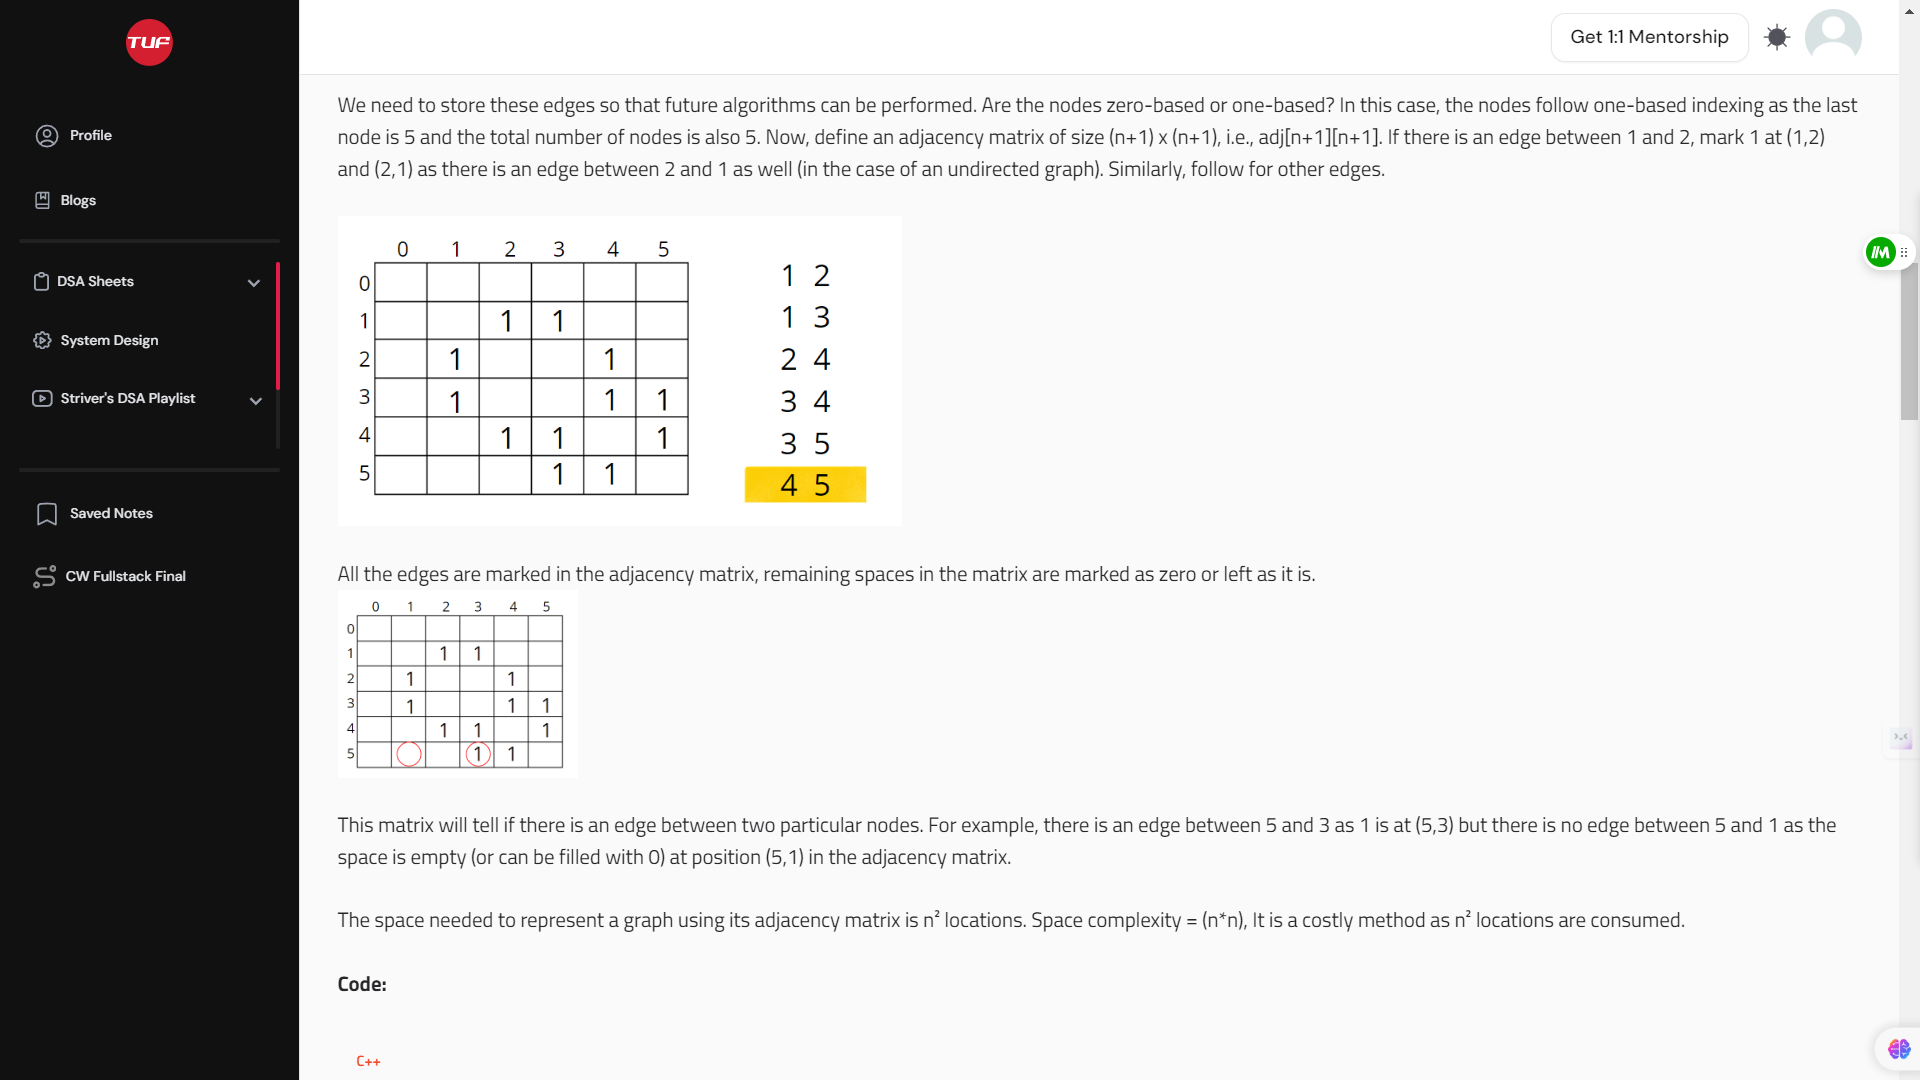 TUF
Get 1:1 Mentorship
Profile
Blogs
DSA Sheets
System Design
Striver's DSA Playlist
Saved Notes
CW Fullstack Final
We need to store these edges so that future algorithms can be performed. Are the nodes zero-based or one-based? In this case, the nodes follow one-based indexing as the last
node is 5 and the total number of nodes is also 5. Now, define an adjacency matrix of size (n+1) x (n+1), i.e., adj[n+1][n+1]. If there is an edge between 1 and 2, mark 1 at (1,2)
and (2,1) as there is an edge between 2 and 1 as well (in the case of an undirected graph). Similarly, follow for other edges.
0 1 2 3 4 5
0
1 1 1
2 1 1
3 1 1 1
4 1 1 1
5 1 1
1 2
1 3
2 4
3 4
3 5
4 5
All the edges are marked in the adjacency matrix, remaining spaces in the matrix are marked as zero or left as it is.
0 1 2 3 4 5
0
1 1 1
2 1 1
3 1 1 1
4 1 1 1
5 1 1
This matrix will tell if there is an edge between two particular nodes. For example, there is an edge between 5 and 3 as 1 is at (5,3) but there is no edge between 5 and 1 as the
space is empty (or can be filled with 0) at position (5,1) in the adjacency matrix.
The space needed to represent a graph using its adjacency matrix is n² locations. Space complexity = (n*n), It is a costly method as n² locations are consumed.
Code:
C++